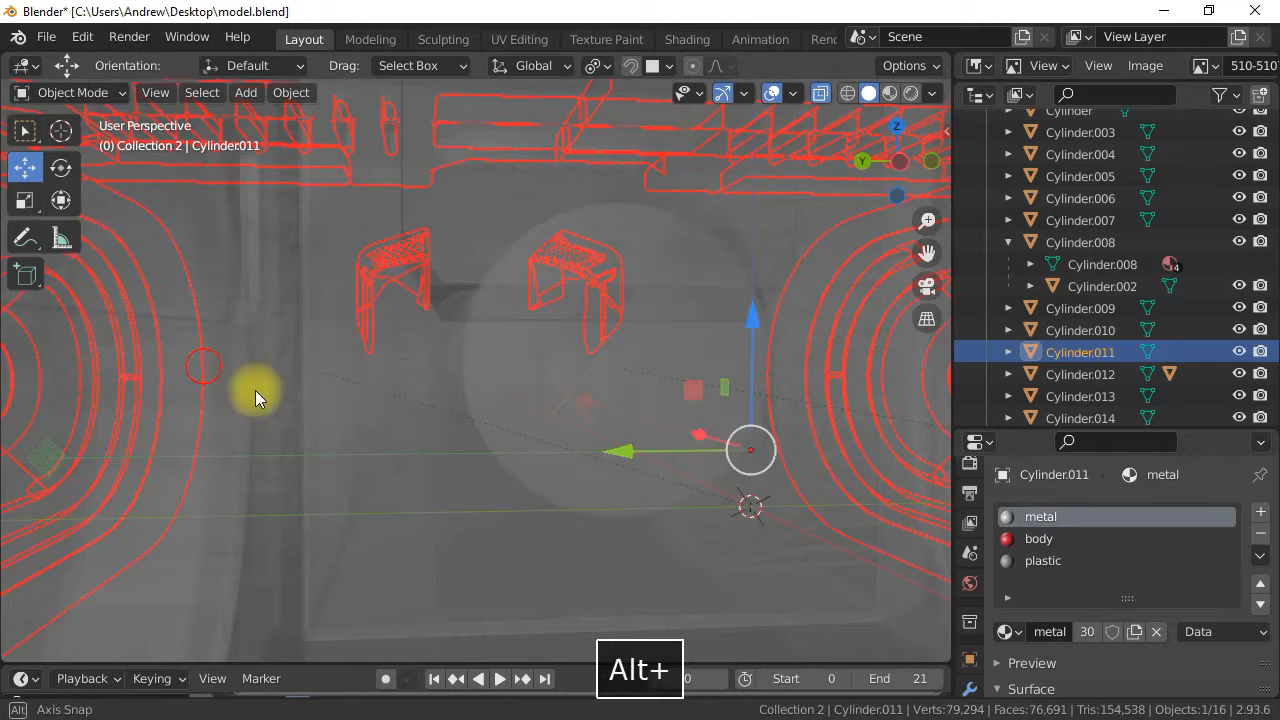 Blender* [C:\Users\Andrew\Desktop\model.blend]
File Edit Render Window Help Layout Modeling Sculpting UV Editing Texture Paint Shading Animation Scene View Layer
Orientation: Default Drag: Select Box Global Options View View Image 510-510
Object Mode View Select Add Object
User Perspective
(0) Collection 2 | Cylinder011
Z
Y
Cylinder
Cylinder.003
Cylinder.004
Cylinder.005
Cylinder.006
Cylinder.007
Cylinder.008
Cylinder.008 4
Cylinder.002
Cylinder.009
Cylinder.010
Cylinder.011
Cylinder.012
Cylinder.013
Cylinder.014
Cylinder.011 metal
metal
body
plastic
metal 30 Data
Preview
Surface
Alt+
Playback Keying View Marker 0 Start 0 End 21
Alt Axis Snap Collection 2 | Cylinder.011 | Verts:79,294 | Faces:76,691 | Tris:154,538 | Objects:1/16 | 2.93.6